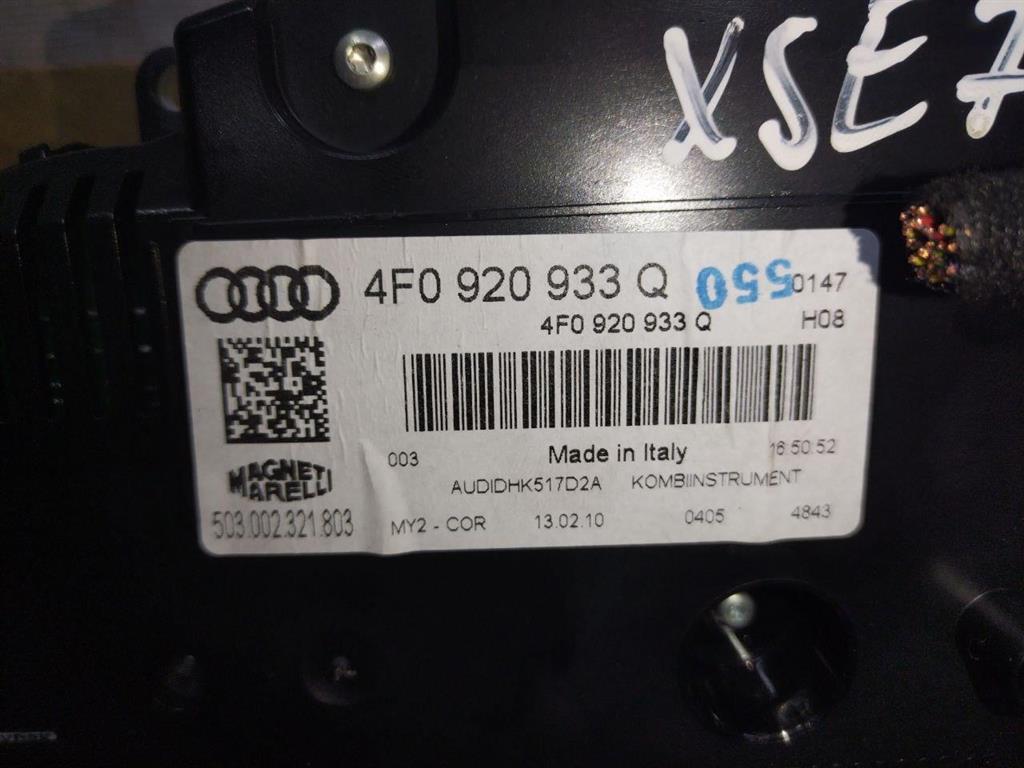 XSE7
4F0 920 933 Q 550 0147
4F0 920 933 Q H08
003 Made in Italy 16:50:52
MAGNETI
MARELLI
AUDIDHK517D2A KOMBIINSTRUMENT
503.002.321.803 MY2 - COR 13.02.10 0405 4843